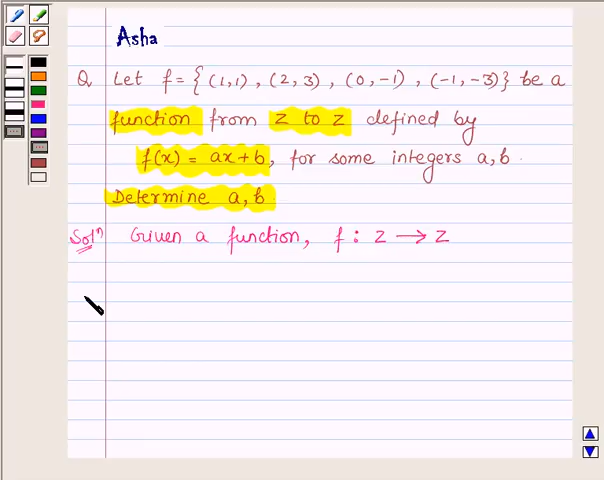 Asha
Q Let f = { (1,1) , (2,3) , (0,-1) , (-1,-3)} be a
function from Z to Z defined by
f(x) = ax+b, for some integers a,b.
Determine a,b
Solⁿ Given a function, f : Z → Z